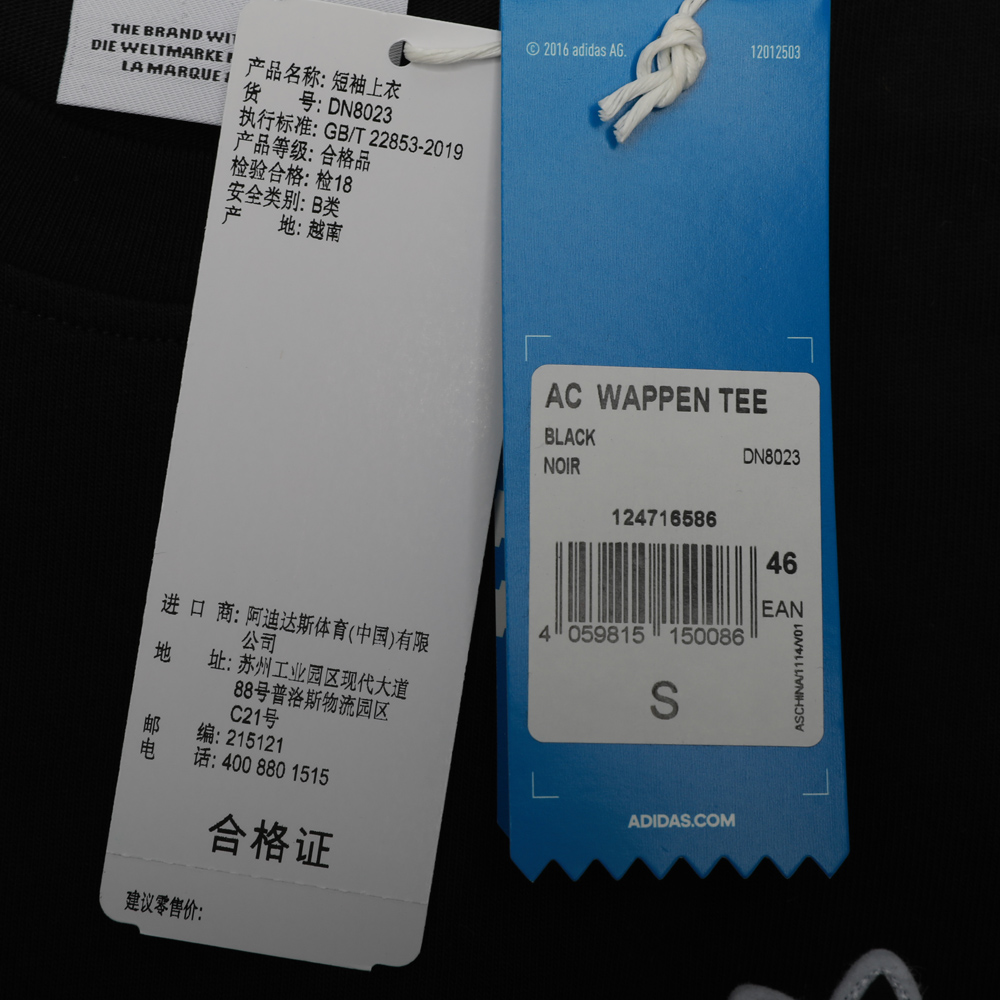 THE BRAND
DIE WELTMARKE
LA MARQUE
产品名称: 短袖上衣
货 号: DN8023
执行标准: GB/T 22853-2019
产品等级: 合格品
检验合格: 检18
安全类别: B类
产 地: 越南
进 口 商: 阿迪达斯体育(中国)有限
公司
地 址: 苏州工业园区现代大道
88号普洛斯物流园区
C21号
邮 编: 215121
电 话: 400 880 1515
合格证
建议零售价:
© 2016 adidas AG.
12012503
AC WAPPEN TEE
BLACK
NOIR
DN8023
124716586
46
EAN
4 059815 150086
S
ASCHINA/1114/V01
ADIDAS.COM